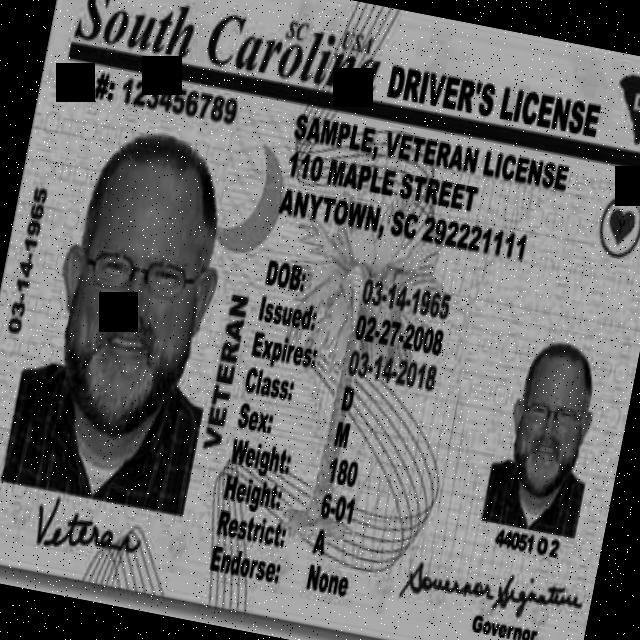 South Carolina
SC USA
DRIVER'S LICENSE
#: 123456789
SAMPLE, VETERAN LICENSE
110 MAPLE STREET
ANYTOWN, SC 292221111
03-14-1965
VETERAN
DOB: 03-14-1965
Issued: 02-27-2008
Expires: 03-14-2018
Class: D
Sex: M
Weight: 180
Height: 6-01
Restrict: A
Endorse: None
Veteran
44051 0 2
Governor Signature
Governor